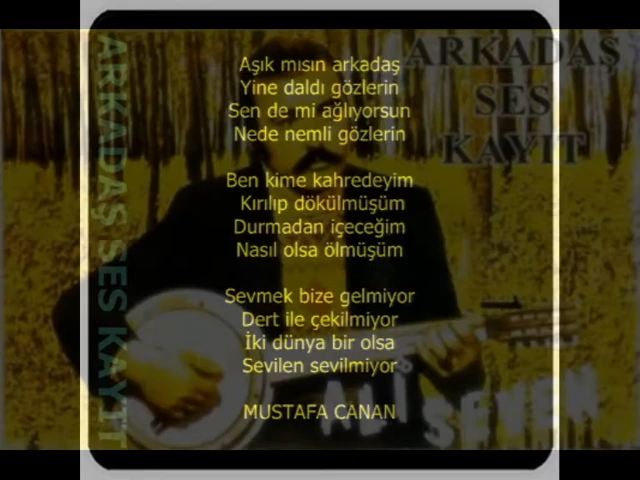 ARKADAŞ
SES
KAYIT
ARKADAŞ SES KAYIT
Aşık mısın arkadaş
Yine daldı gözlerin
Sen de mi ağlıyorsun
Nede nemli gözlerin
Ben kime kahredeyim
Kırılıp dökülmüşüm
Durmadan içeceğim
Nasıl olsa ölmüşüm
Sevmek bize gelmiyor
Dert ile çekilmiyor
İki dünya bir olsa
Sevilen sevilmiyor
MUSTAFA CANAN
ALİ SEVEN